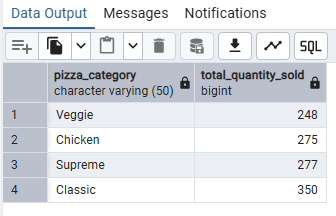 Data Output Messages Notifications
SQL
pizza_category total_quantity_sold
character varying (50) bigint
1 Veggie 248
2 Chicken 275
3 Supreme 277
4 Classic 350